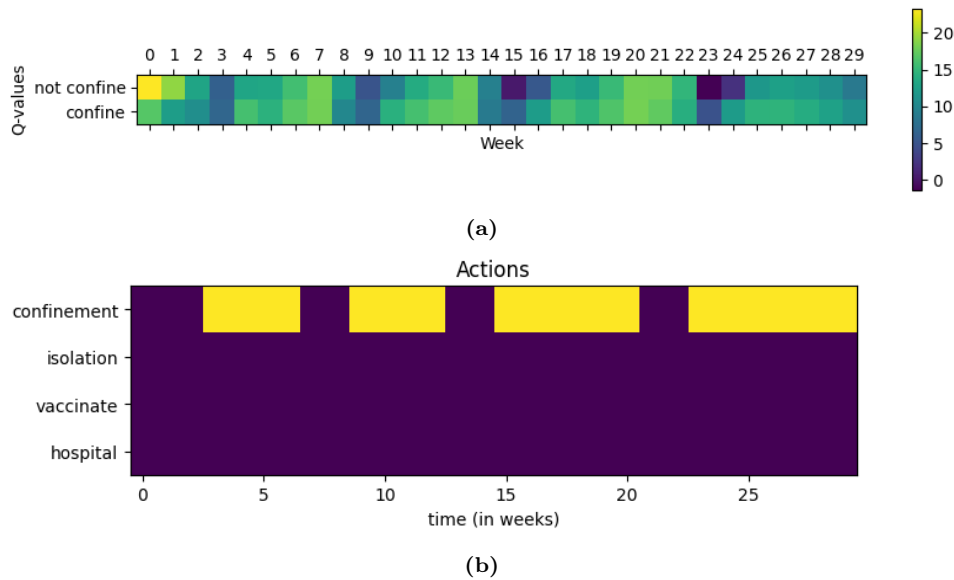 0 1 2 3 4 5 6 7 8 9 10 11 12 13 14 15 16 17 18 19 20 21 22 23 24 25 26 27 28 29
Q-values
not confine
confine
Week
20
15
10
5
0
(a)
Actions
confinement
isolation
vaccinate
hospital
0 5 10 15 20 25
time (in weeks)
(b)